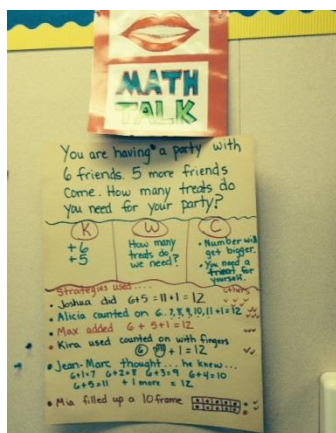 MATH
TALK
You are having a party with
6 friends. 5 more friends
come. How many treats do
you need for your party?
K W C
+6
+5
How many
treats do
we need?
• Number will
get bigger.
• You need a
treat for
yourself.
Strategies used....
others
• Joshua did 6+5=11+1=12
• Alicia counted on 6..7,8,9,10,11+1=12
• Max added 6+5+1=12
• Kira used counted on with fingers
6 +1=12
• Jean-Marc thought... he knew...
6+1=7 6+2=8 6+3=9 6+4=10
6+5=11 +1 more = 12
• Mia filled up a 10 frame